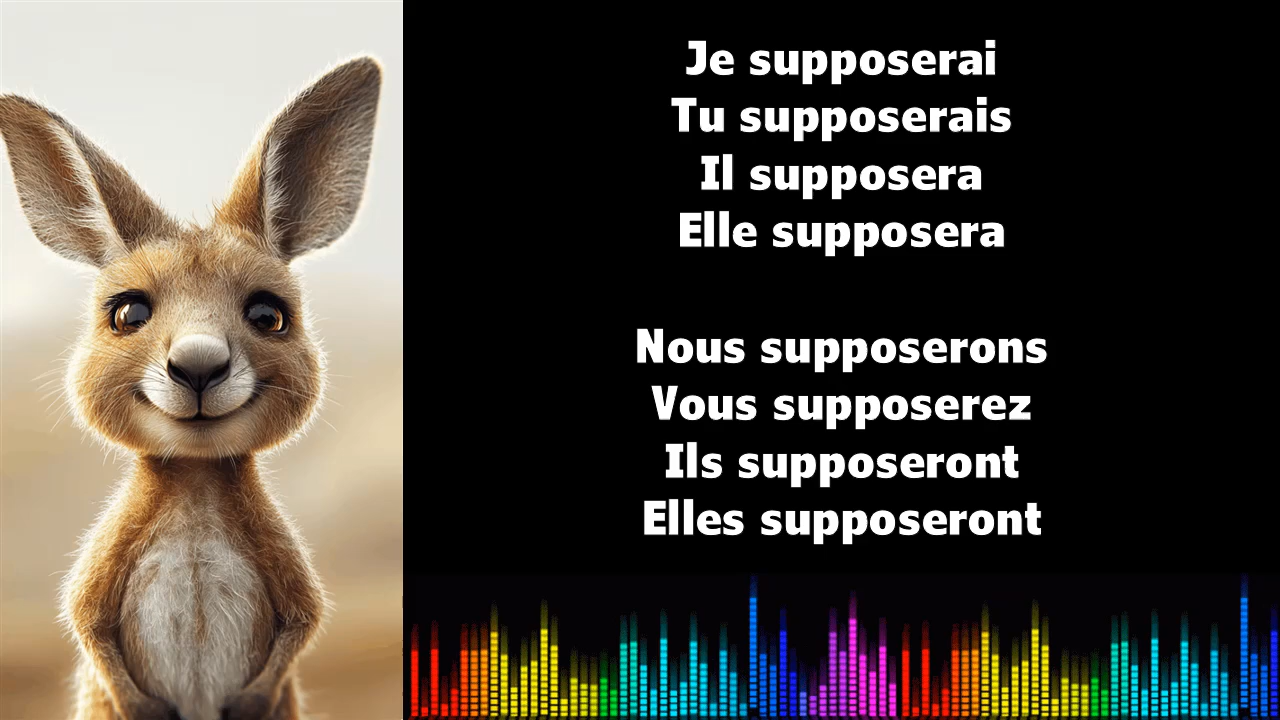 Je supposerai
Tu supposerais
Il supposera
Elle supposera
Nous supposerons
Vous supposerez
Ils supposeront
Elles supposeront